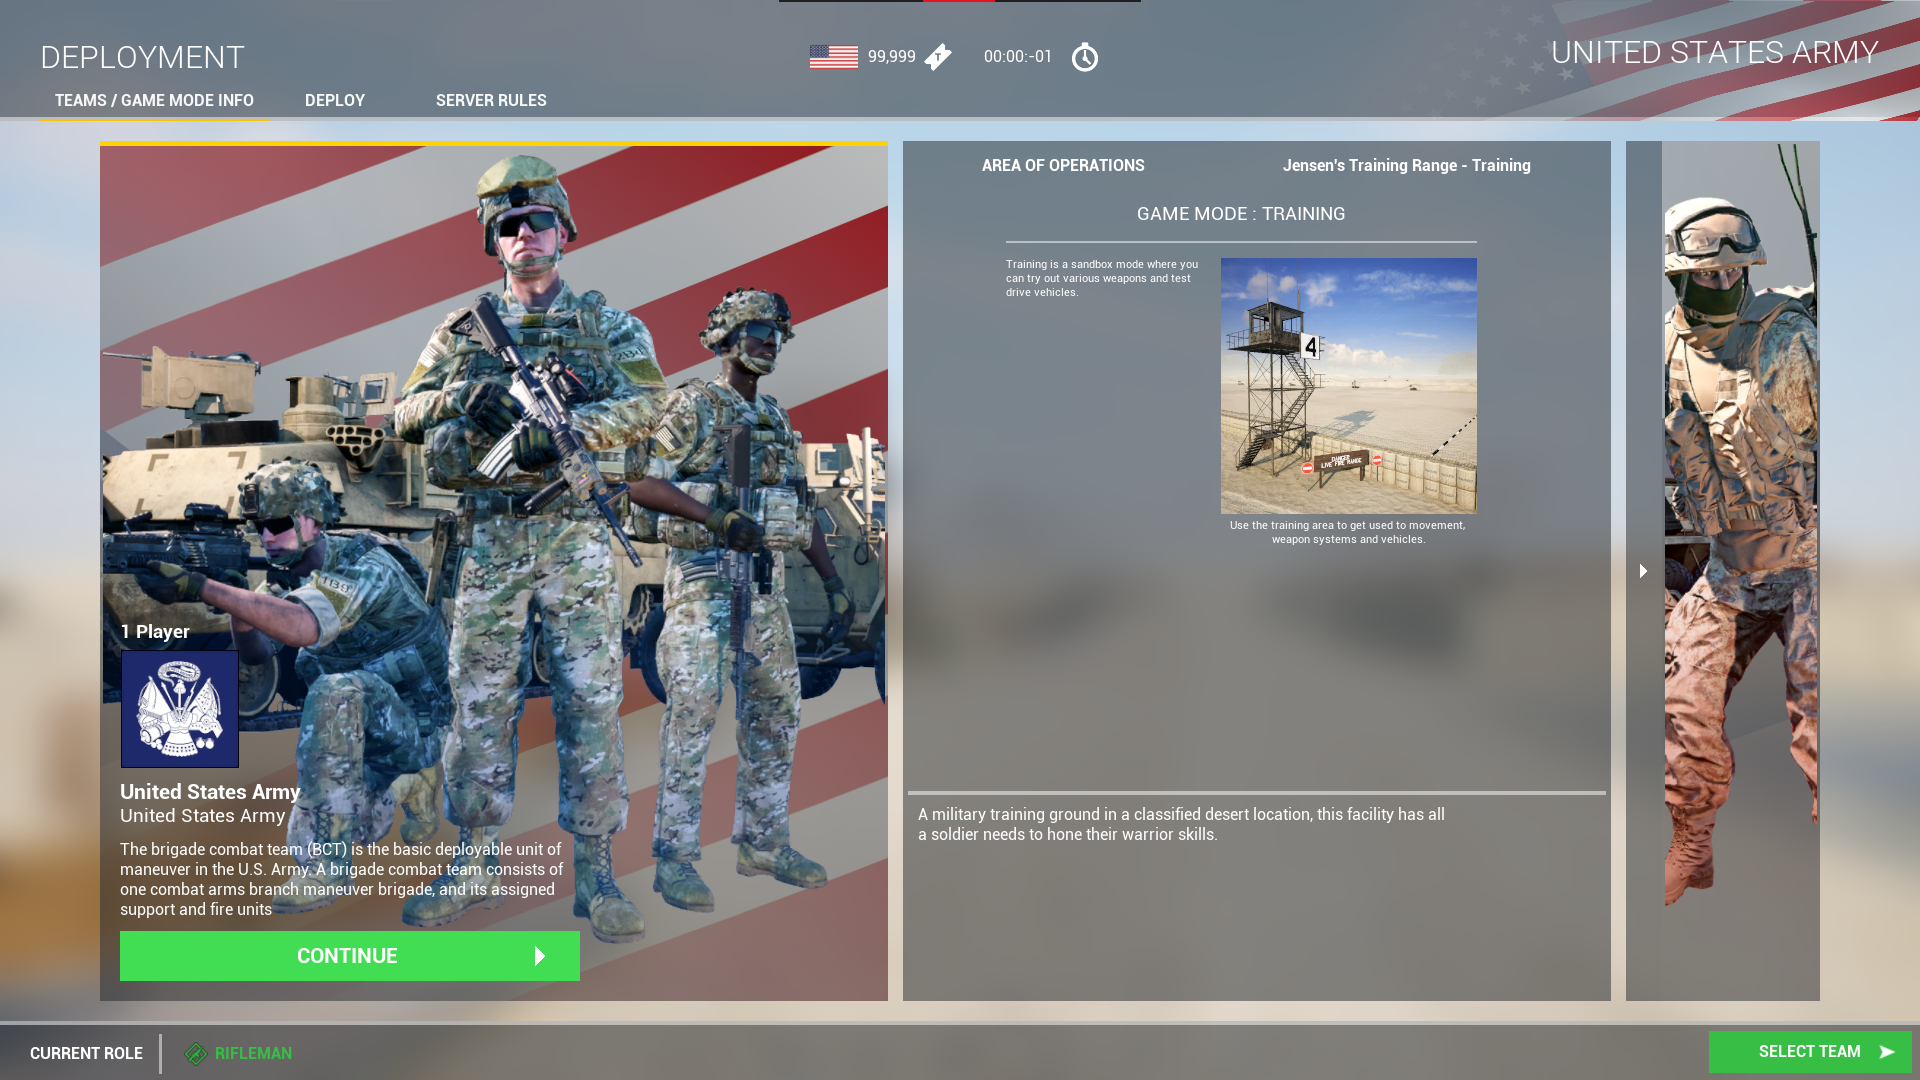 DEPLOYMENT
99,999
00:00:-01
UNITED STATES ARMY
TEAMS / GAME MODE INFO
DEPLOY
SERVER RULES
1 Player
United States Army
United States Army
The brigade combat team (BCT) is the basic deployable unit of
maneuver in the U.S. Army. A brigade combat team consists of
one combat arms branch maneuver brigade, and its assigned
support and fire units
CONTINUE
AREA OF OPERATIONS
Jensen's Training Range - Training
GAME MODE : TRAINING
Training is a sandbox mode where you
can try out various weapons and test
drive vehicles.
4
DANGER
LIVE FIRE RANGE
Use the training area to get used to movement,
weapon systems and vehicles.
A military training ground in a classified desert location, this facility has all
a soldier needs to hone their warrior skills.
CURRENT ROLE
RIFLEMAN
SELECT TEAM